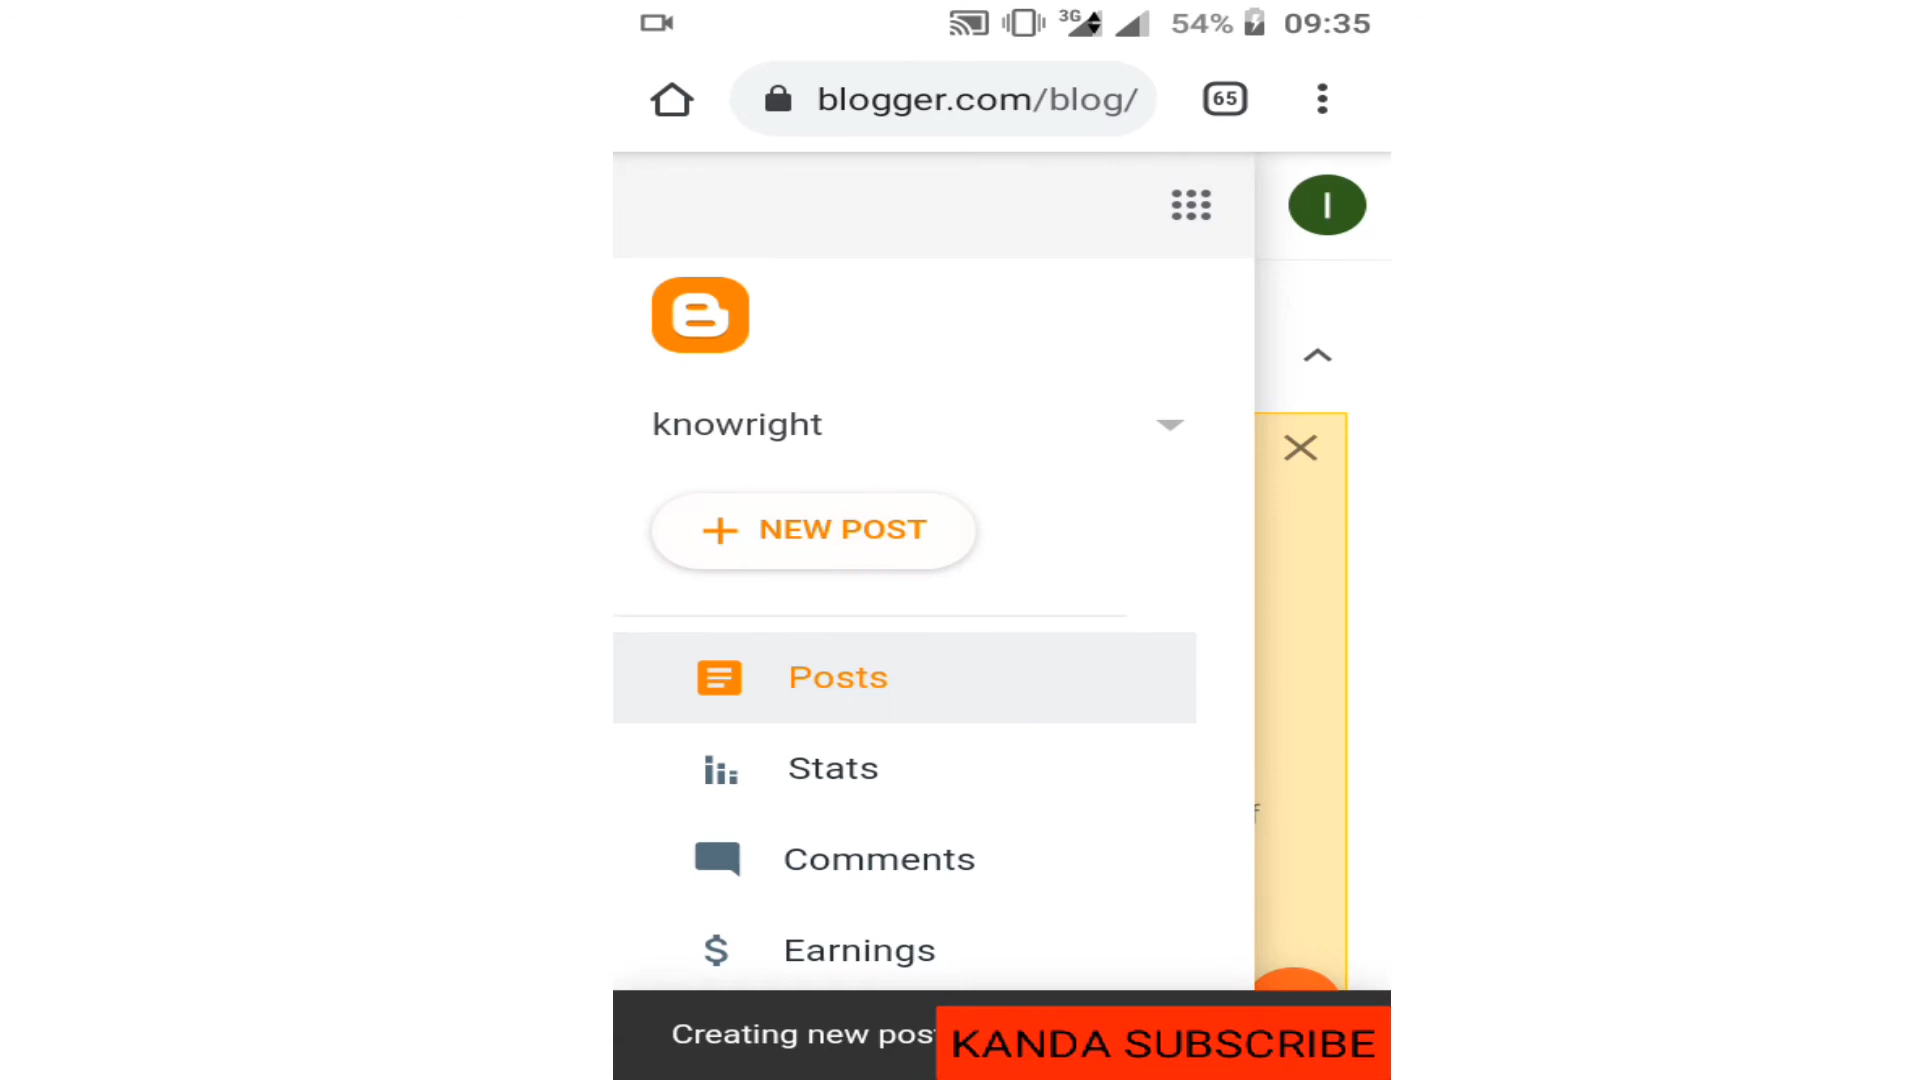 3G 54% 09:35
blogger.com/blog/ 65
I
knowright
NEW POST
Posts
Stats
Comments
f
$ Earnings
Creating new pos
KANDA SUBSCRIBE